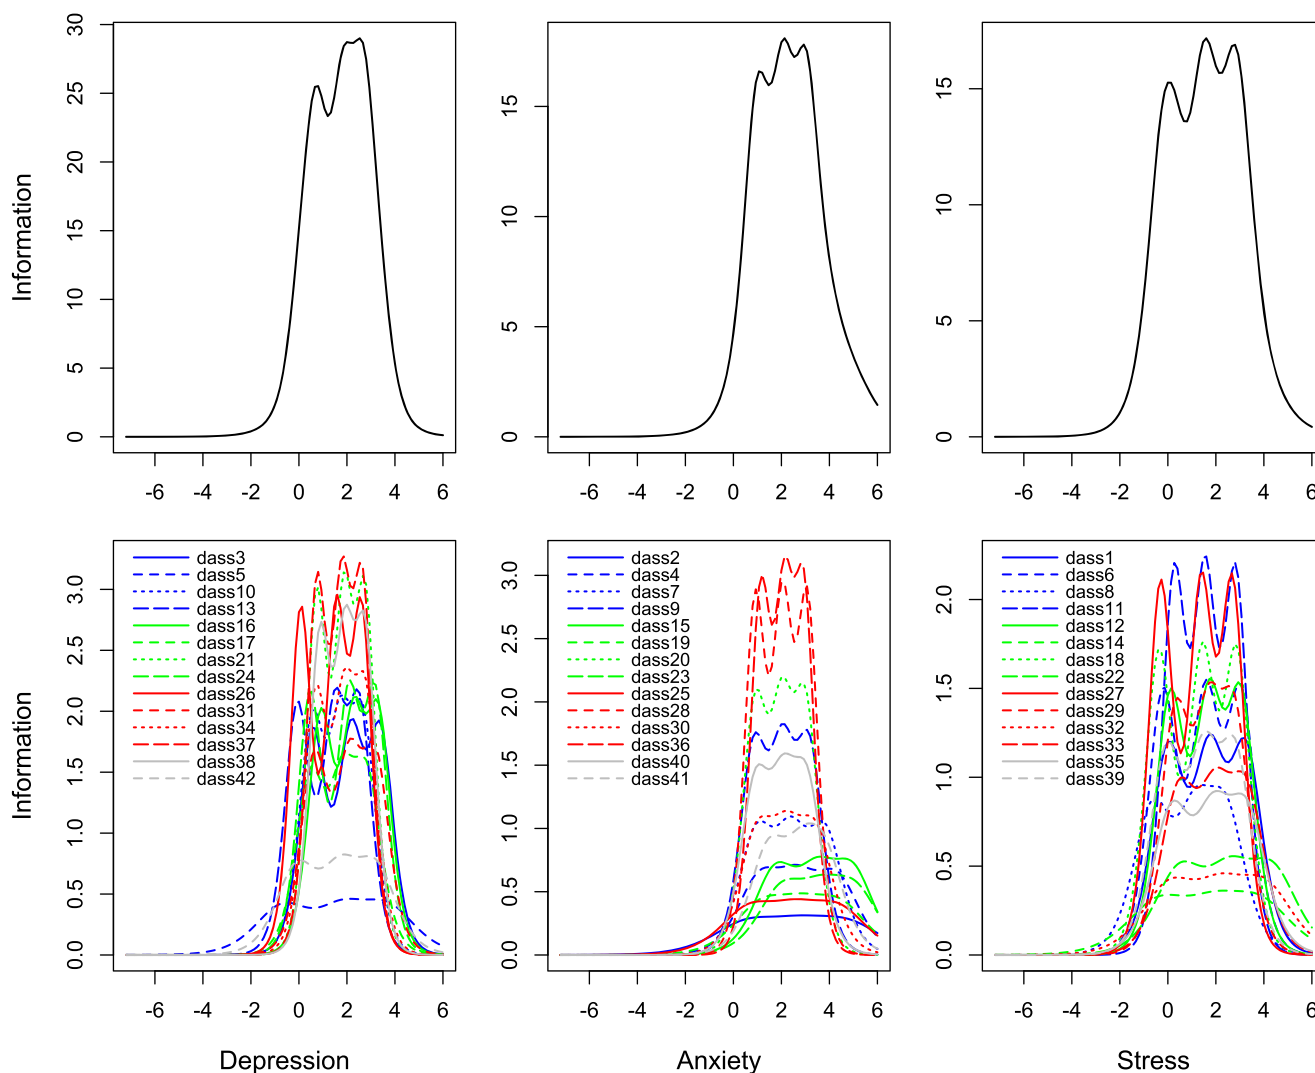 Information
0 5 10 15 20 25 30
-6 -4 -2 0 2 4 6
0 5 10 15
-6 -4 -2 0 2 4 6
0 5 10 15
-6 -4 -2 0 2 4 6
Information
0.0 0.5 1.0 1.5 2.0 2.5 3.0
dass3
dass5
dass10
dass13
dass16
dass17
dass21
dass24
dass26
dass31
dass34
dass37
dass38
dass42
-6 -4 -2 0 2 4 6
Depression
0.0 0.5 1.0 1.5 2.0 2.5 3.0
dass2
dass4
dass7
dass9
dass15
dass19
dass20
dass23
dass25
dass28
dass30
dass36
dass40
dass41
-6 -4 -2 0 2 4 6
Anxiety
0.0 0.5 1.0 1.5 2.0
dass1
dass6
dass8
dass11
dass12
dass14
dass18
dass22
dass27
dass29
dass32
dass33
dass35
dass39
-6 -4 -2 0 2 4 6
Stress